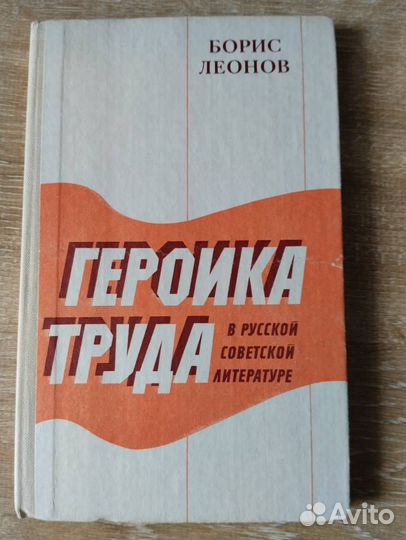 БОРИС
ЛЕОНОВ
ГЕРОИКА
ТРУДА
В РУССКОЙ
СОВЕТСКОЙ
ЛИТЕРАТУРЕ
Avito